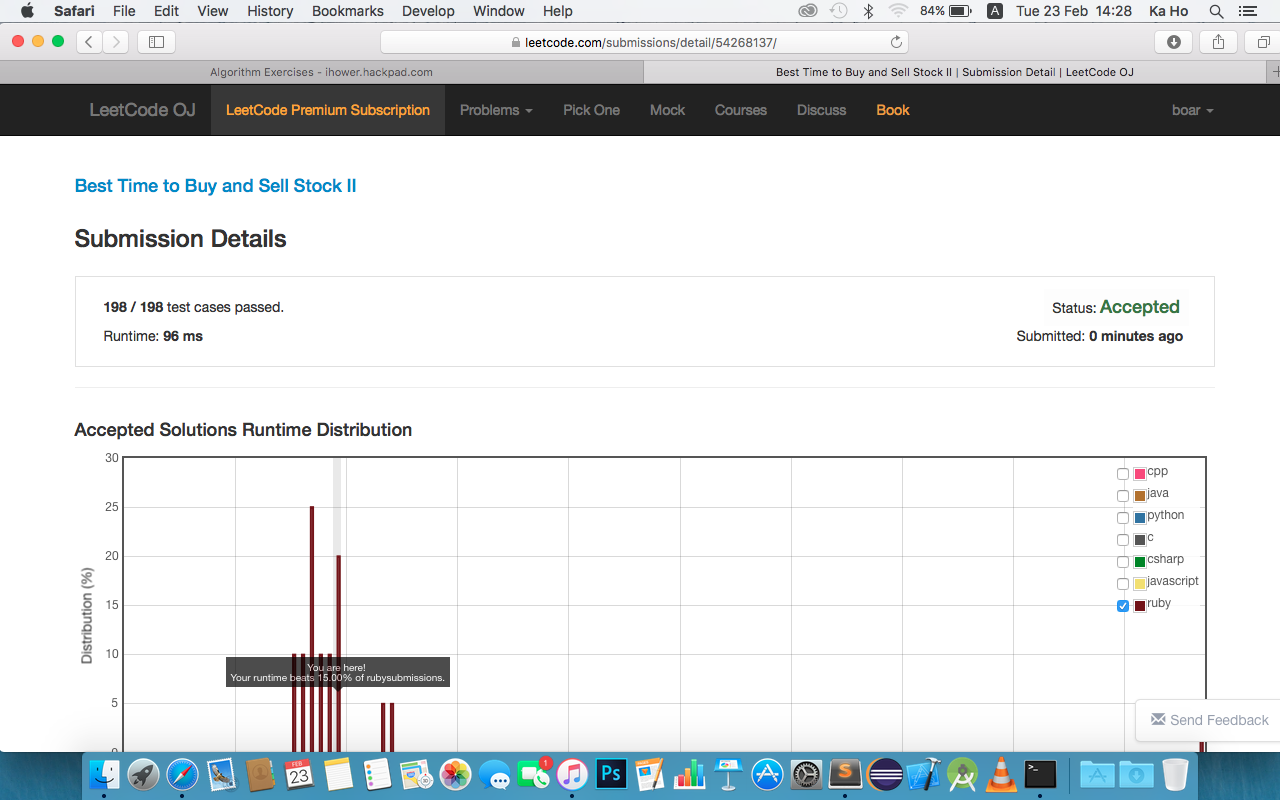 Safari File Edit View History Bookmarks Develop Window Help 84% A Tue 23 Feb 14:28 Ka Ho
leetcode.com/submissions/detail/54268137/
Algorithm Exercises - ihower.hackpad.com
Best Time to Buy and Sell Stock II | Submission Detail | LeetCode OJ
LeetCode OJ LeetCode Premium Subscription Problems Pick One Mock Courses Discuss Book boar
Best Time to Buy and Sell Stock II
Submission Details
198 / 198 test cases passed.
Status: Accepted
Runtime: 96 ms
Submitted: 0 minutes ago
Accepted Solutions Runtime Distribution
30
25
20
15
10
5
0
Distribution (%)
cpp
java
python
c
csharp
javascript
ruby
You are here!
Your runtime beats 15.00% of rubysubmissions.
Send Feedback
FEB
23
1
Ps
S
>_